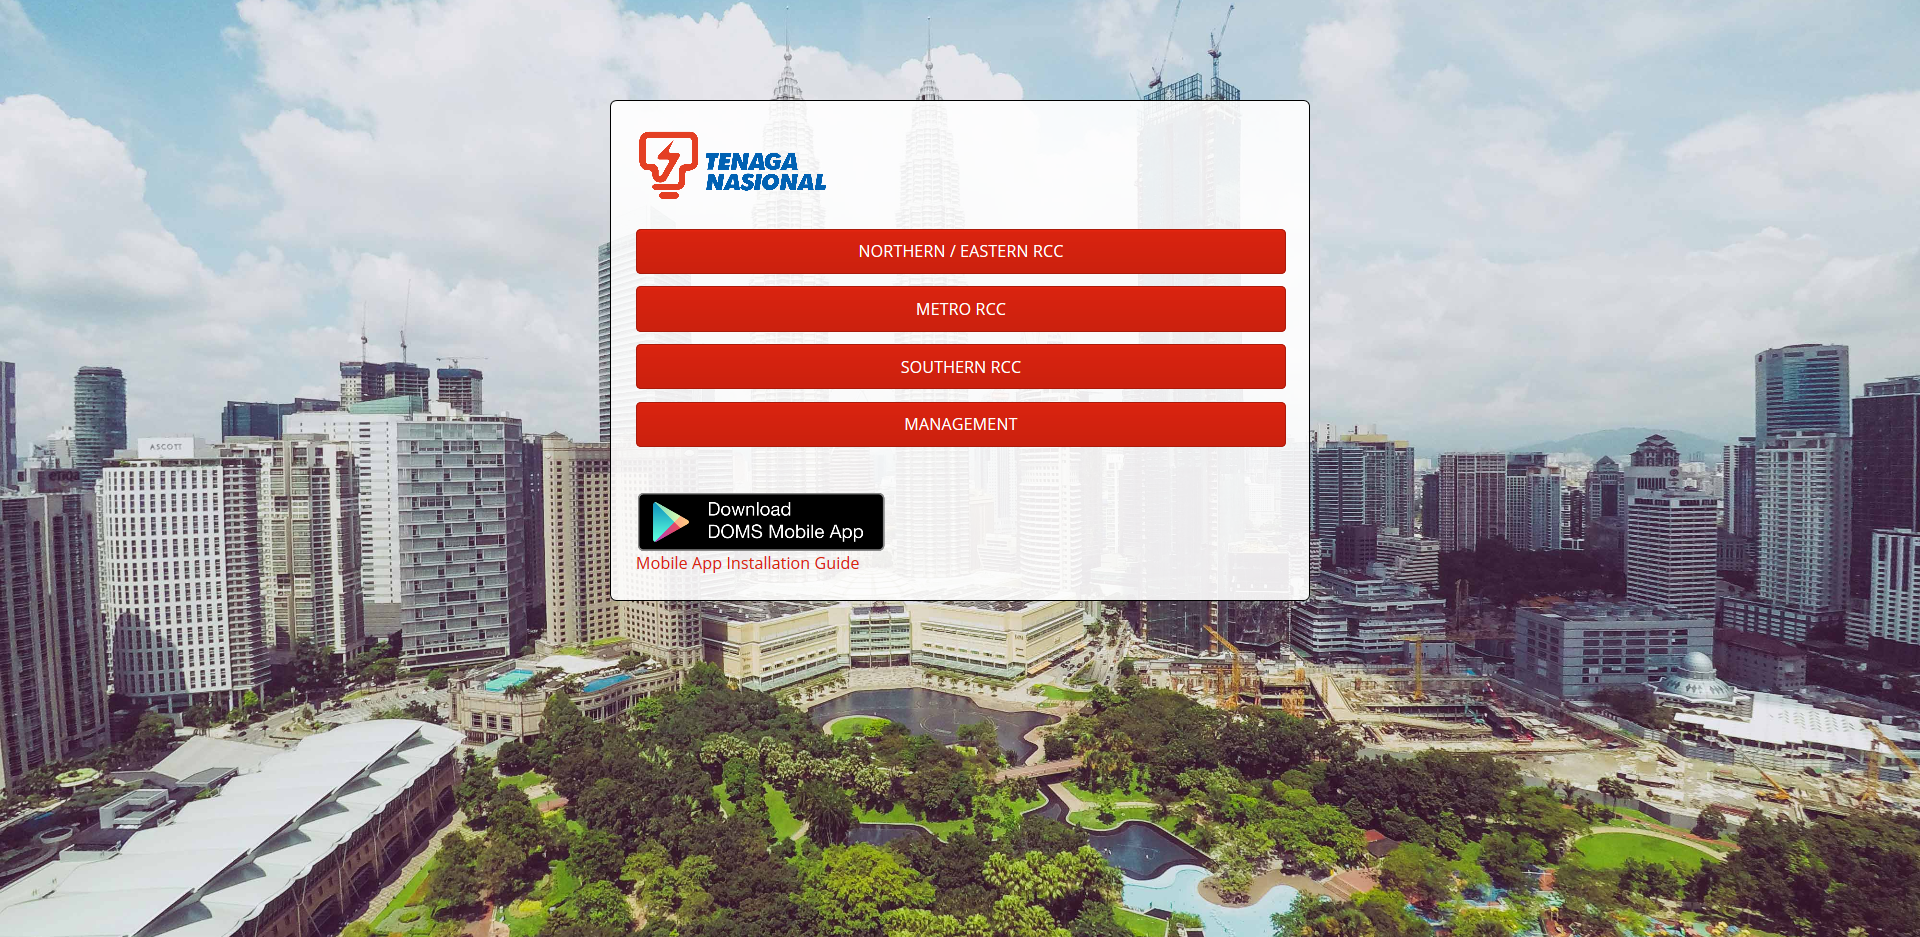 TENAGA
NASIONAL
NORTHERN / EASTERN RCC
METRO RCC
SOUTHERN RCC
MANAGEMENT
ASCOTT
Download
DOMS Mobile App
Mobile App Installation Guide